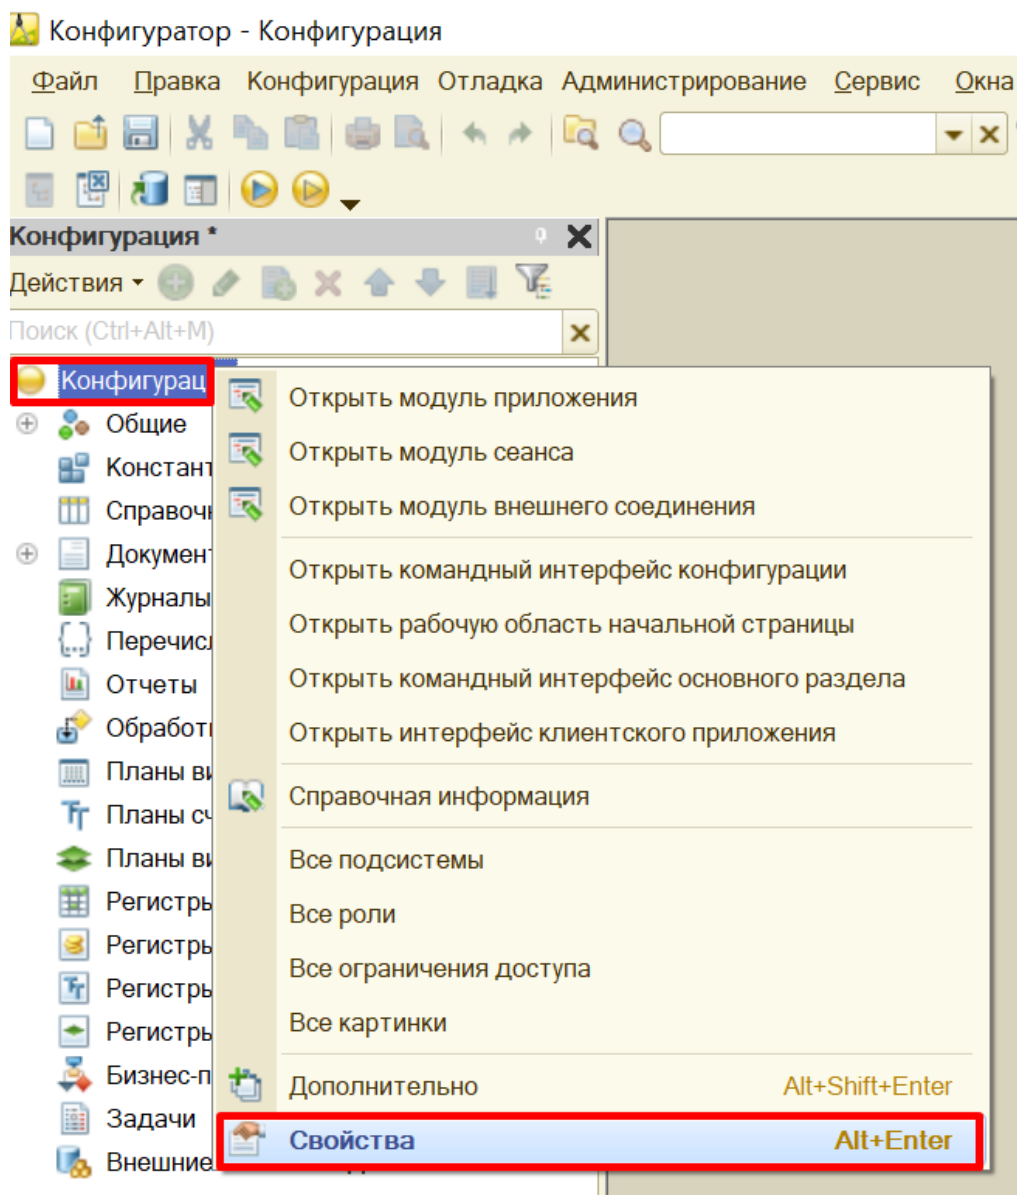 Конфигуратор - Конфигурация
Файл Правка Конфигурация Отладка Администрирование Сервис Окна
Конфигурация *
Действия
Поиск (Ctrl+Alt+M)
Конфигурац
Общие
Констант
Справочн
Докумен
Журналы
Перечис
Отчеты
Обработ
Планы ви
Планы сч
Планы ви
Регистры
Регистры
Регистры
Регистры
Бизнес-п
Задачи
Внешние
Открыть модуль приложения
Открыть модуль сеанса
Открыть модуль внешнего соединения
Открыть командный интерфейс конфигурации
Открыть рабочую область начальной страницы
Открыть командный интерфейс основного раздела
Открыть интерфейс клиентского приложения
Справочная информация
Все подсистемы
Все роли
Все ограничения доступа
Все картинки
Дополнительно Alt+Shift+Enter
Свойства Alt+Enter